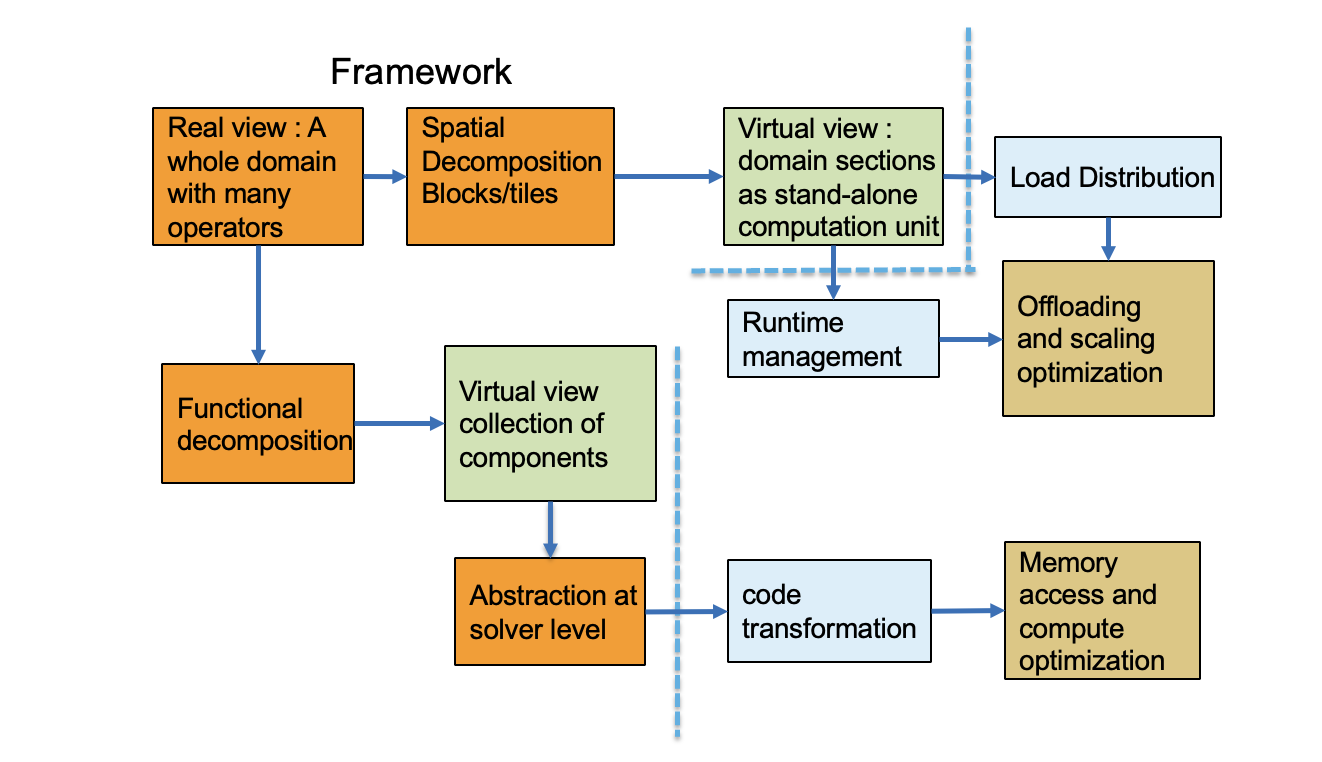 Framework
Real view : A
whole domain
with many
operators
Spatial
Decomposition
Blocks/tiles
Virtual view :
domain sections
as stand-alone
computation unit
Load Distribution
Runtime
management
Offloading
and scaling
optimization
Functional
decomposition
Virtual view
collection of
components
Abstraction at
solver level
code
transformation
Memory
access and
compute
optimization